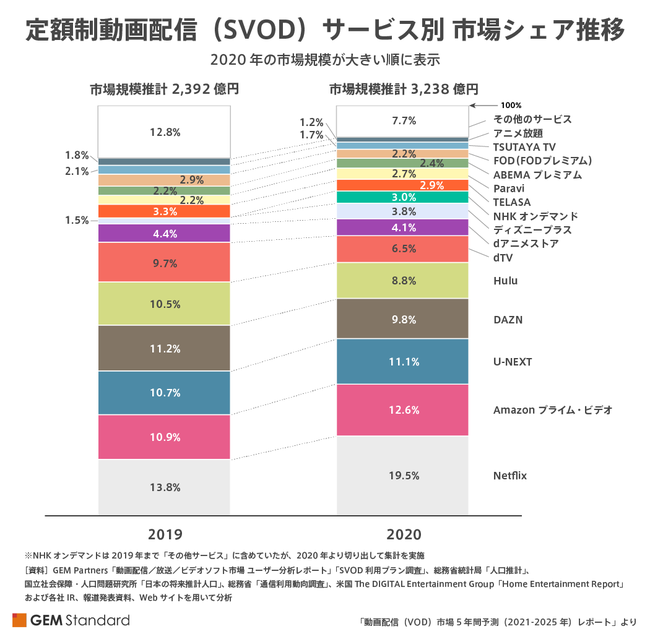 定額制動画配信（SVOD）サービス別 市場シェア推移
2020 年の市場規模が大きい順に表示
市場規模推計 2,392 億円
市場規模推計 3,238 億円
12.8%
1.8%
2.1%
2.9%
2.2%
2.2%
3.3%
1.5%
4.4%
9.7%
10.5%
11.2%
10.7%
10.9%
13.8%
7.7%
1.2%
1.7%
2.2%
2.4%
2.7%
2.9%
3.0%
3.8%
4.1%
6.5%
8.8%
9.8%
11.1%
12.6%
19.5%
100%
その他のサービス
アニメ放題
TSUTAYA TV
FOD（FODプレミアム）
ABEMA プレミアム
Paravi
TELASA
NHK オンデマンド
ディズニープラス
dアニメストア
dTV
Hulu
DAZN
U-NEXT
Amazon プライム・ビデオ
Netflix
2019
2020
※NHK オンデマンドは 2019 年まで「その他サービス」に含めていたが、2020 年より切り出して集計を実施
［資料］GEM Partners「動画配信／放送／ビデオソフト市場 ユーザー分析レポート」「SVOD 利用プラン調査」、総務省統計局「人口推計」、
国立社会保障・人口問題研究所「日本の将来推計人口」、総務省「通信利用動向調査」、米国 The DIGITAL Entertainment Group「Home Entertainment Report」
および各社 IR、報道発表資料、Web サイトを用いて分析
GEM Standard
「動画配信（VOD）市場 5 年間予測（2021-2025 年）レポート」より